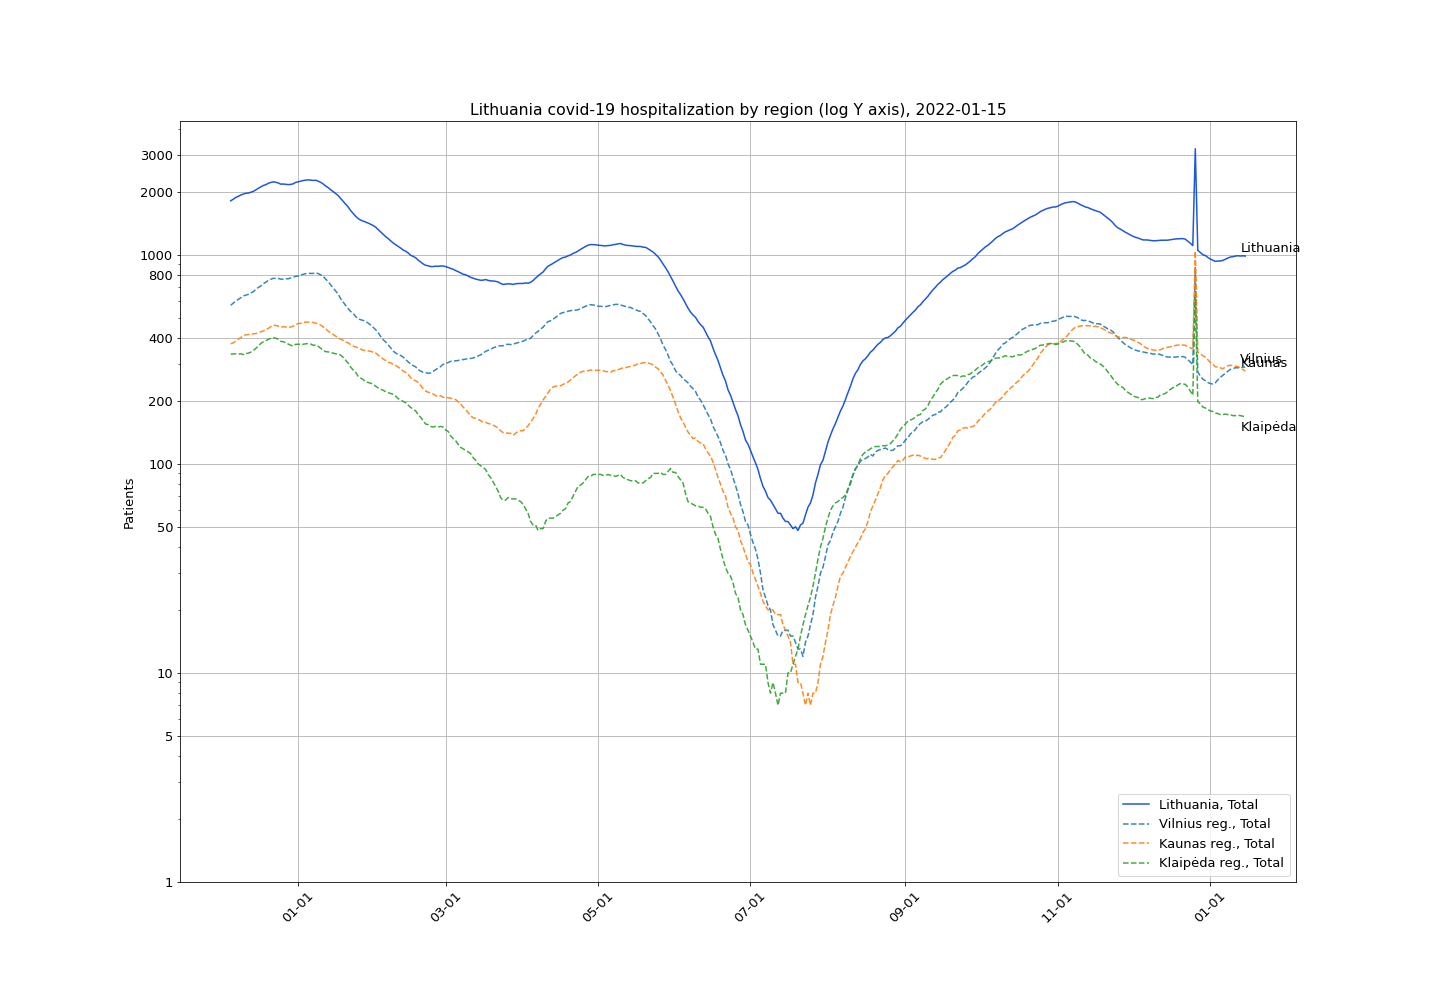 Lithuania covid-19 hospitalization by region (log Y axis), 2022-01-15
3000
2000
1000
800
400
200
100
50
10
5
1
Patients
Lithuania
Vilnius
Kaunas
Klaipėda
Lithuania, Total
Vilnius reg., Total
Kaunas reg., Total
Klaipėda reg., Total
01-01
03-01
05-01
07-01
09-01
11-01
01-01